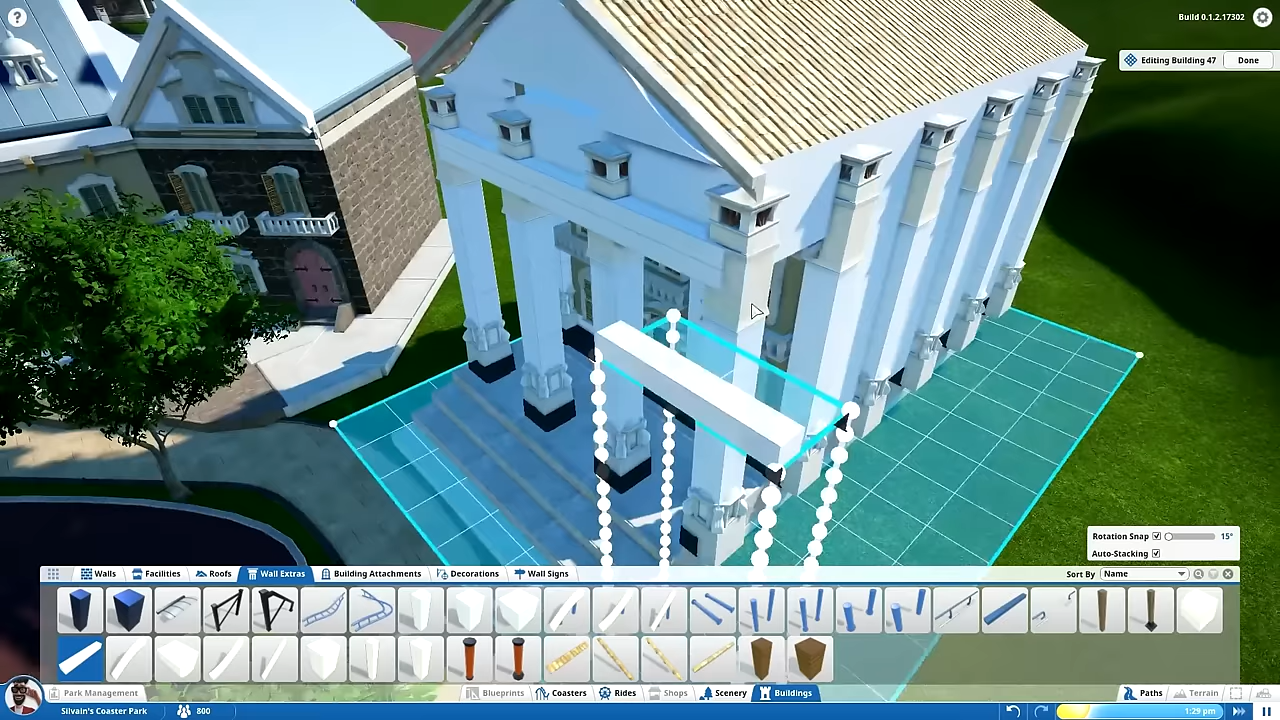 ?
Build 0.1.2.17302
Editing Building 47 Done
Rotation Snap 15°
Auto-Stacking
Walls Facilities Roofs Wall Extras Building Attachments Decorations Wall Signs Sort By Name
Park Management Blueprints Coasters Rides Shops Scenery Buildings Paths Terrain
Silvain's Coaster Park 800 1:29 pm